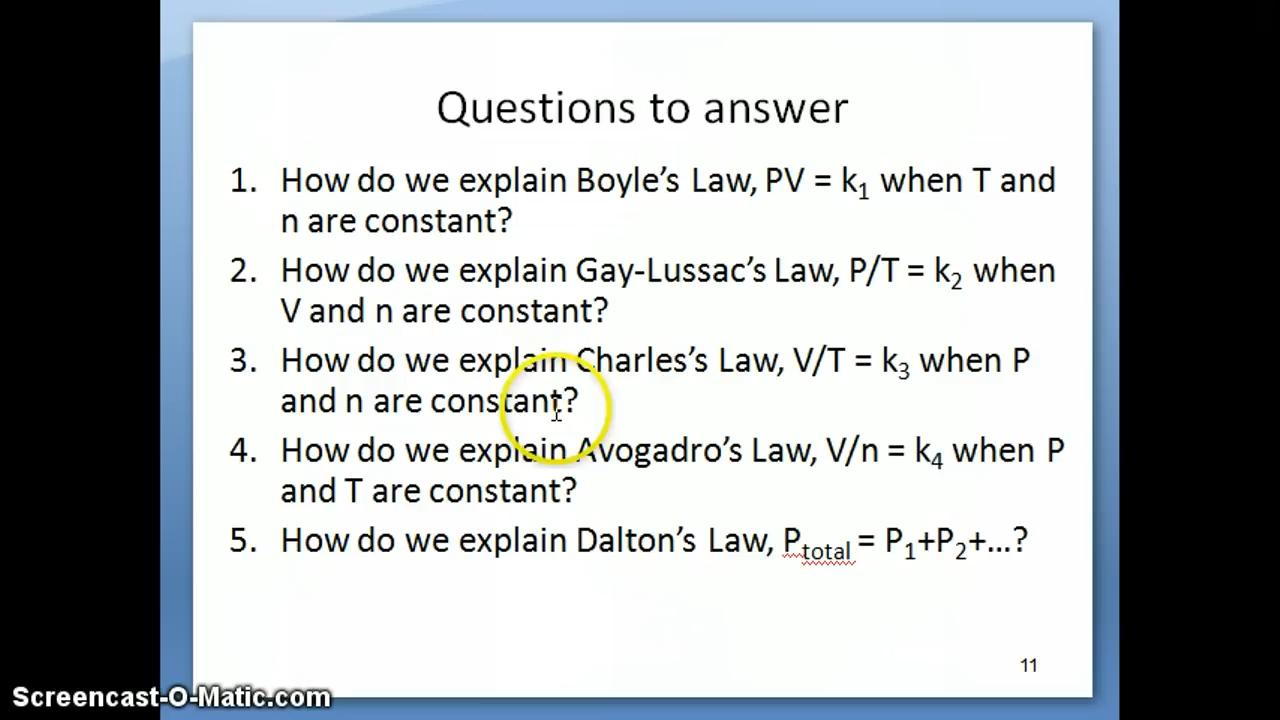 Questions to answer
1. How do we explain Boyle’s Law, PV = k₁ when T and
n are constant?
2. How do we explain Gay-Lussac’s Law, P/T = k₂ when
V and n are constant?
3. How do we explain Charles’s Law, V/T = k₃ when P
and n are constant?
4. How do we explain Avogadro’s Law, V/n = k₄ when P
and T are constant?
5. How do we explain Dalton’s Law, Ptotal = P₁+P₂+…?
11
Screencast-O-Matic.com